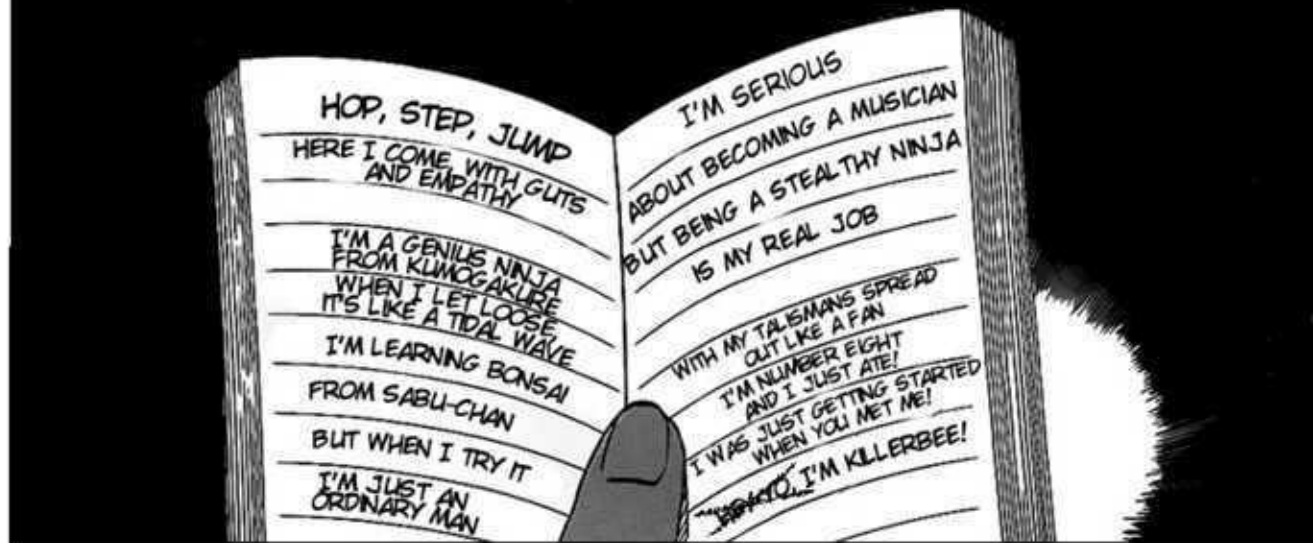 HOP, STEP, JUMP
HERE I COME WITH GUTS
AND EMPATHY
I'M A GENIUS NINJA
FROM KUMOGAKURE
WHEN I LET LOOSE,
IT'S LIKE A TIDAL WAVE
I'M LEARNING BONSAI
FROM SABU-CHAN
BUT WHEN I TRY IT
I'M JUST AN
ORDINARY MAN
I'M SERIOUS
ABOUT BECOMING A MUSICIAN
BUT BEING A STEALTHY NINJA
IS MY REAL JOB
WITH MY TALISMANS SPREAD
OUT LIKE A FAN
I'M NUMBER EIGHT
AND I JUST ATE!
I WAS JUST GETTING STARTED
WHEN YOU MET ME!
I'M KILLERBEE!